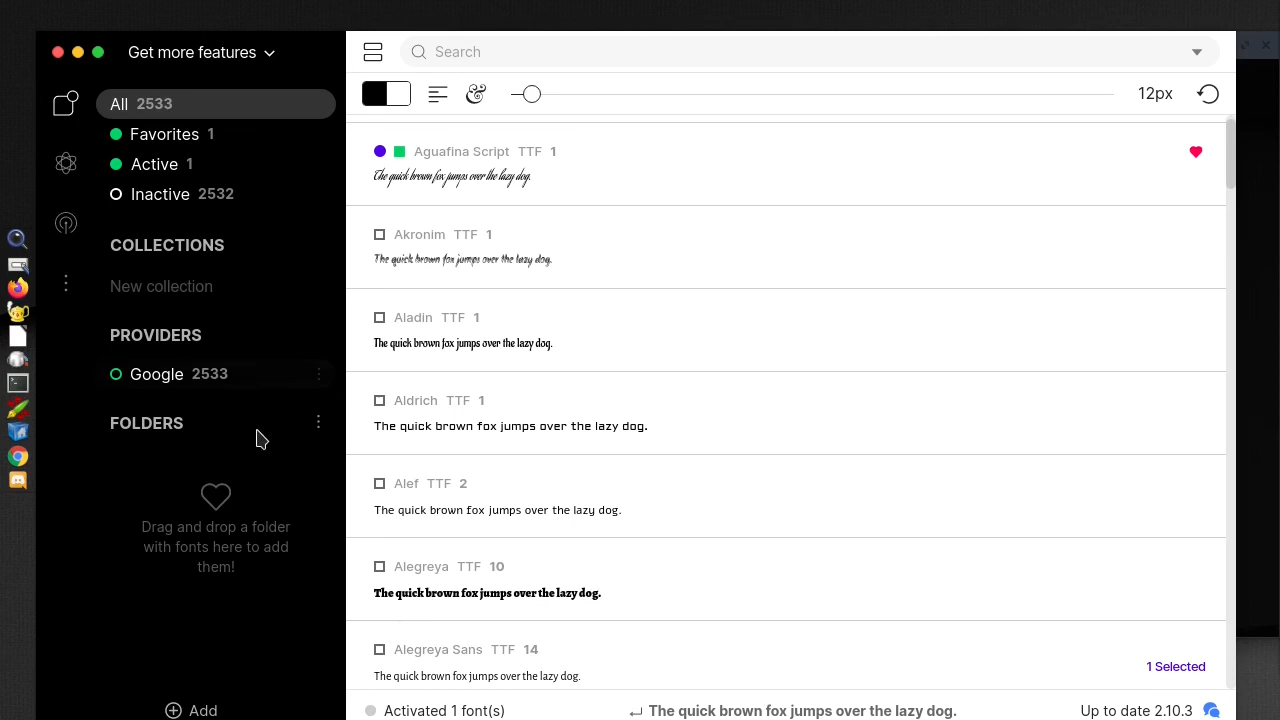 Get more features
Search
12px
All 2533
Favorites 1
Active 1
Inactive 2532
COLLECTIONS
New collection
PROVIDERS
Google 2533
FOLDERS
Drag and drop a folder
with fonts here to add
them!
Add
Aguafina Script TTF 1
The quick brown fox jumps over the lazy dog.
Akronim TTF 1
The quick brown fox jumps over the lazy dog.
Aladin TTF 1
The quick brown fox jumps over the lazy dog.
Aldrich TTF 1
The quick brown fox jumps over the lazy dog.
Alef TTF 2
The quick brown fox jumps over the lazy dog.
Alegreya TTF 10
The quick brown fox jumps over the lazy dog.
Alegreya Sans TTF 14
The quick brown fox jumps over the lazy dog.
1 Selected
Activated 1 font(s)
The quick brown fox jumps over the lazy dog.
Up to date 2.10.3